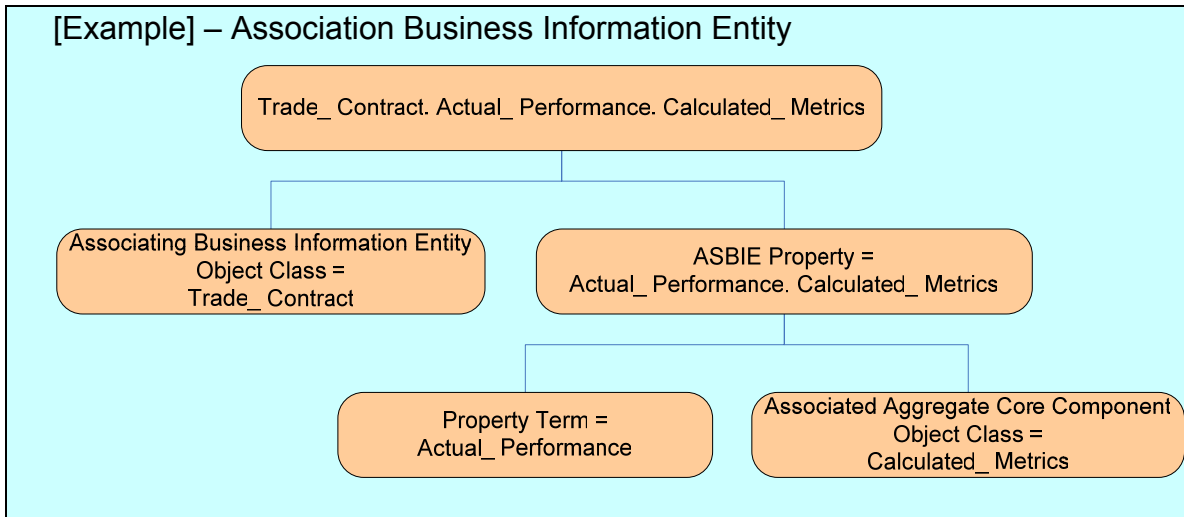 [Example] – Association Business Information Entity
Trade_ Contract. Actual_ Performance. Calculated_ Metrics
Associating Business Information Entity
Object Class =
Trade_ Contract
ASBIE Property =
Actual_ Performance. Calculated_ Metrics
Property Term =
Actual_ Performance
Associated Aggregate Core Component
Object Class =
Calculated_ Metrics